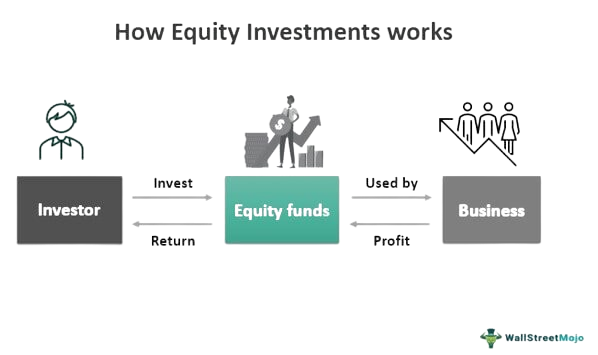 How Equity Investments works
Invest
Used by
Investor
Equity funds
Business
Return
Profit
WallStreetMojo